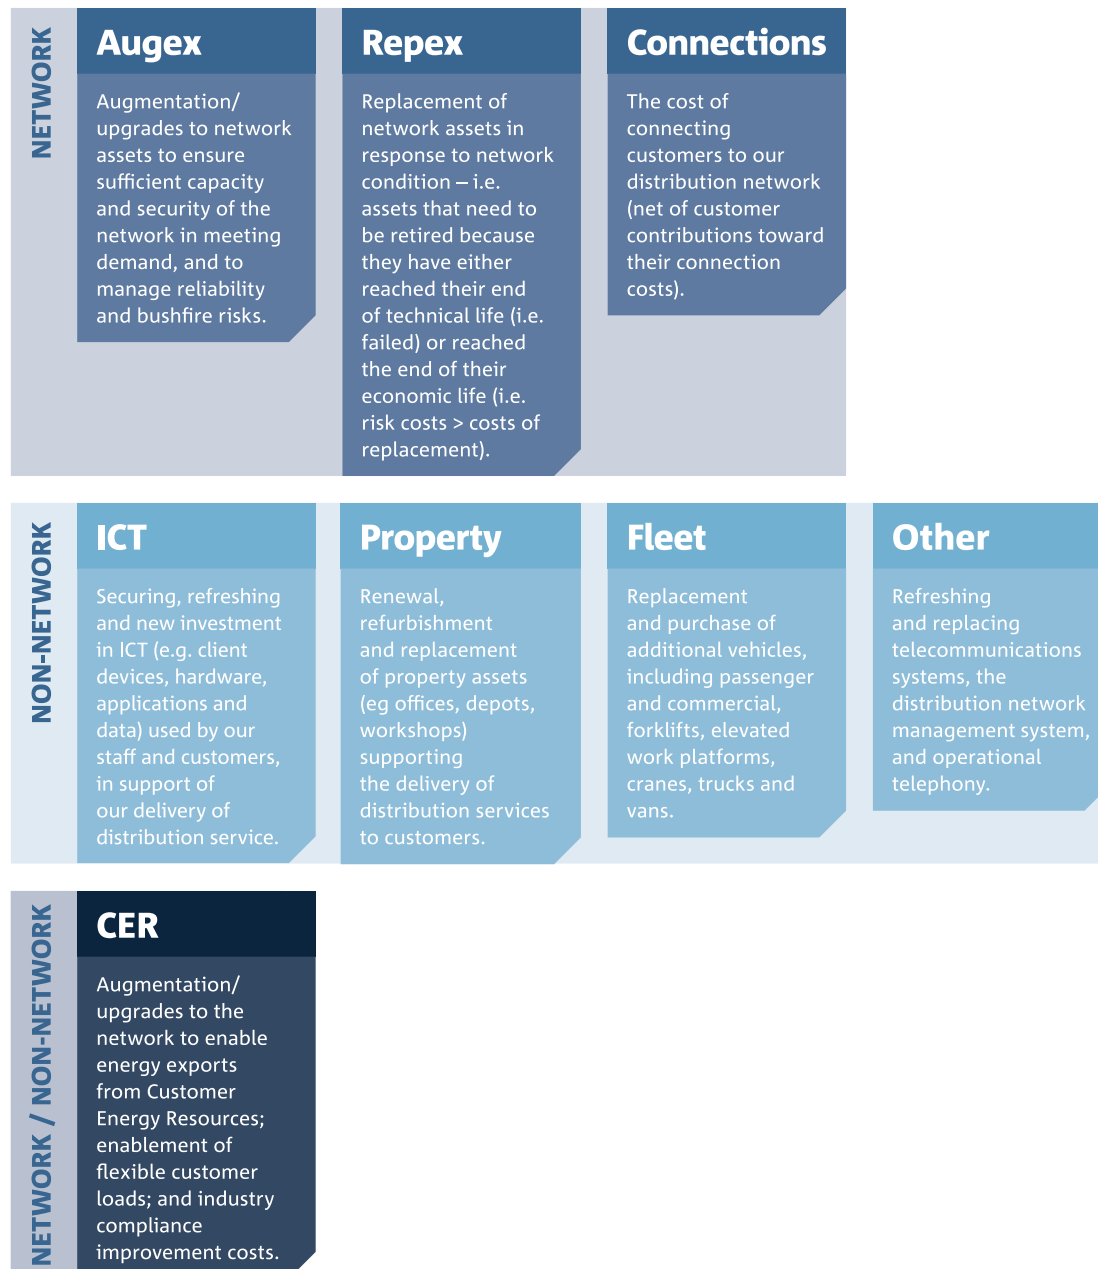 NETWORK
Augex
Augmentation/
upgrades to network
assets to ensure
sufficient capacity
and security of the
network in meeting
demand, and to
manage reliability
and bushfire risks.
Repex
Replacement of
network assets in
response to network
condition – i.e.
assets that need to
be retired because
they have either
reached their end
of technical life (i.e.
failed) or reached
the end of their
economic life (i.e.
risk costs > costs of
replacement).
Connections
The cost of
connecting
customers to our
distribution network
(net of customer
contributions toward
their connection
costs).
NON-NETWORK
ICT
Securing, refreshing
and new investment
in ICT (e.g. client
devices, hardware,
applications and
data) used by our
staff and customers,
in support of
our delivery of
distribution service.
Property
Renewal,
refurbishment
and replacement
of property assets
(eg offices, depots,
workshops)
supporting
the delivery of
distribution services
to customers.
Fleet
Replacement
and purchase of
additional vehicles,
including passenger
and commercial,
forklifts, elevated
work platforms,
cranes, trucks and
vans.
Other
Refreshing
and replacing
telecommunications
systems, the
distribution network
management system,
and operational
telephony.
NETWORK / NON-NETWORK
CER
Augmentation/
upgrades to the
network to enable
energy exports
from Customer
Energy Resources;
enablement of
flexible customer
loads; and industry
compliance
improvement costs.